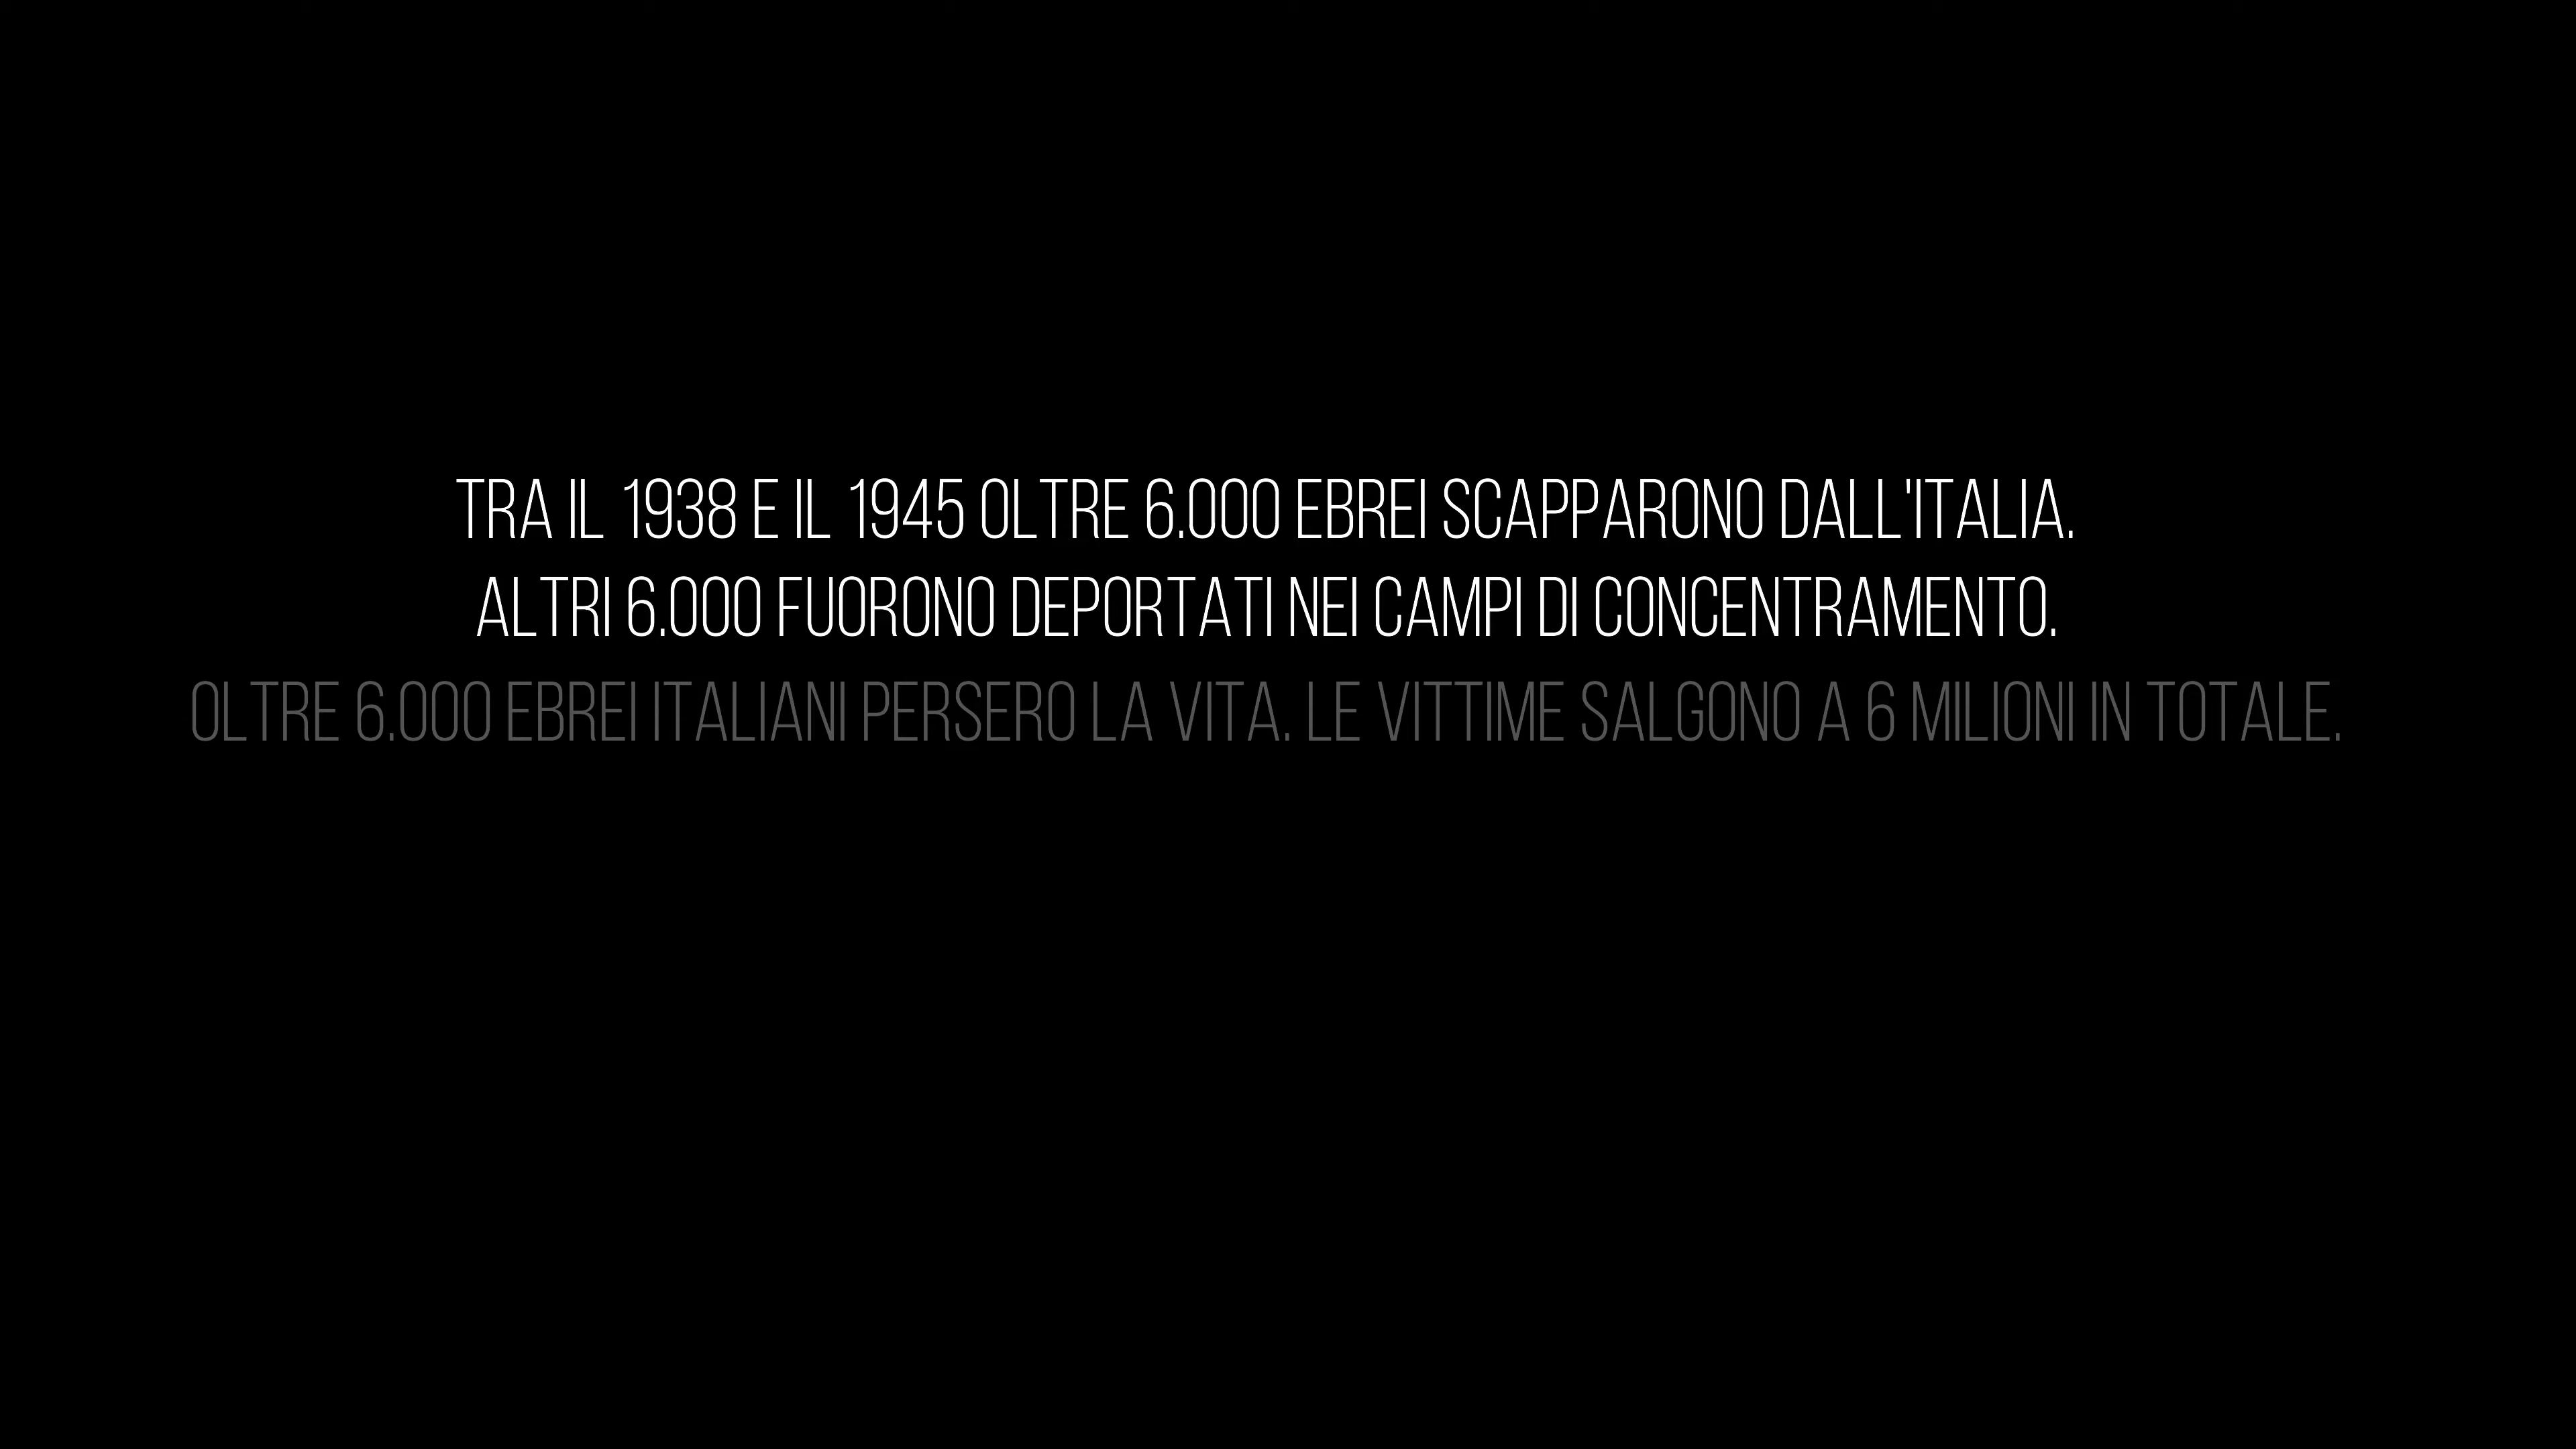 TRA IL 1938 E IL 1945 OLTRE 6.000 EBREI SCAPPARONO DALL'ITALIA.
ALTRI 6.000 FUORONO DEPORTATI NEI CAMPI DI CONCENTRAMENTO.
OLTRE 6.000 EBREI ITALIANI PERSERO LA VITA. LE VITTIME SALGONO A 6 MILIONI IN TOTALE.